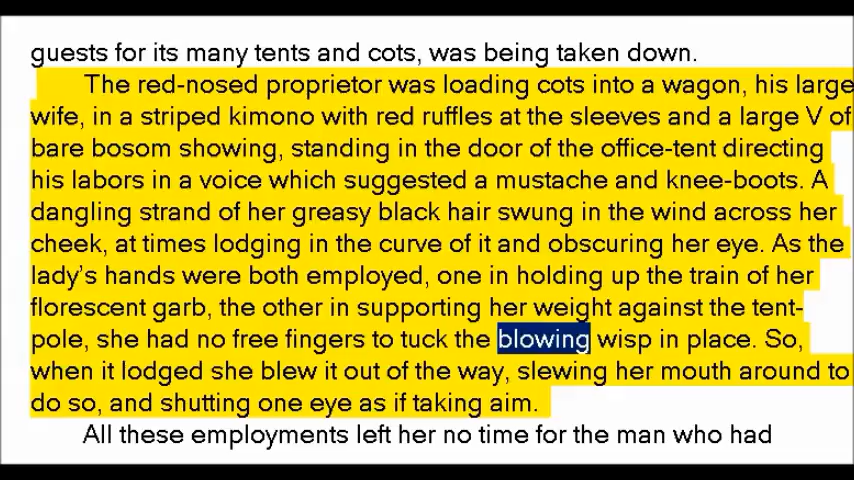 guests for its many tents and cots, was being taken down.
The red-nosed proprietor was loading cots into a wagon, his large
wife, in a striped kimono with red ruffles at the sleeves and a large V of
bare bosom showing, standing in the door of the office-tent directing
his labors in a voice which suggested a mustache and knee-boots. A
dangling strand of her greasy black hair swung in the wind across her
cheek, at times lodging in the curve of it and obscuring her eye. As the
lady’s hands were both employed, one in holding up the train of her
florescent garb, the other in supporting her weight against the tent-
pole, she had no free fingers to tuck the blowing wisp in place. So,
when it lodged she blew it out of the way, slewing her mouth around to
do so, and shutting one eye as if taking aim.
All these employments left her no time for the man who had